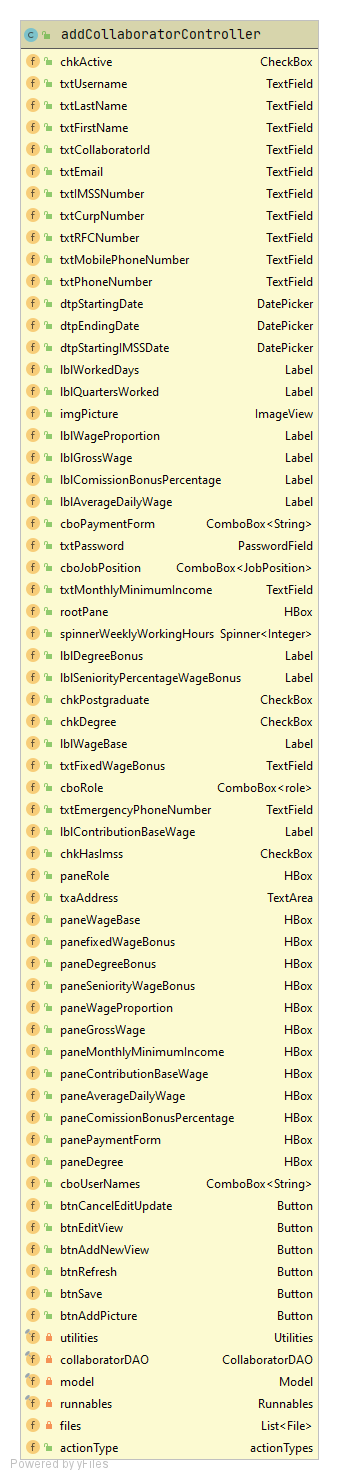 addCollaboratorController
chkActive CheckBox
txtUsername TextField
txtLastName TextField
txtFirstName TextField
txtCollaboratorId TextField
txtEmail TextField
txtIMSSNumber TextField
txtCurpNumber TextField
txtRFCNumber TextField
txtMobilePhoneNumber TextField
txtPhoneNumber TextField
dtpStartingDate DatePicker
dtpEndingDate DatePicker
dtpStartingIMSSDate DatePicker
lblWorkedDays Label
lblQuartersWorked Label
imgPicture ImageView
lblWageProportion Label
lblGrossWage Label
lblComissionBonusPercentage Label
lblAverageDailyWage Label
cboPaymentForm ComboBox<String>
txtPassword PasswordField
cboJobPosition ComboBox<JobPosition>
txtMonthlyMinimumIncome TextField
rootPane HBox
spinnerWeeklyWorkingHours Spinner<Integer>
lblDegreeBonus Label
lblSeniorityPercentageWageBonus Label
chkPostgraduate CheckBox
chkDegree CheckBox
lblWageBase Label
txtFixedWageBonus TextField
cboRole ComboBox<role>
txtEmergencyPhoneNumber TextField
lblContributionBaseWage Label
chkHasImss CheckBox
paneRole HBox
txaAddress TextArea
paneWageBase HBox
panefixedWageBonus HBox
paneDegreeBonus HBox
paneSeniorityWageBonus HBox
paneWageProportion HBox
paneGrossWage HBox
paneMonthlyMinimumIncome HBox
paneContributionBaseWage HBox
paneAverageDailyWage HBox
paneComissionBonusPercentage HBox
panePaymentForm HBox
paneDegree HBox
cboUserNames ComboBox<String>
btnCancelEditUpdate Button
btnEditView Button
btnAddNewView Button
btnRefresh Button
btnSave Button
btnAddPicture Button
utilities Utilities
collaboratorDAO CollaboratorDAO
model Model
runnables Runnables
files List<File>
actionType actionTypes
Powered by yFiles